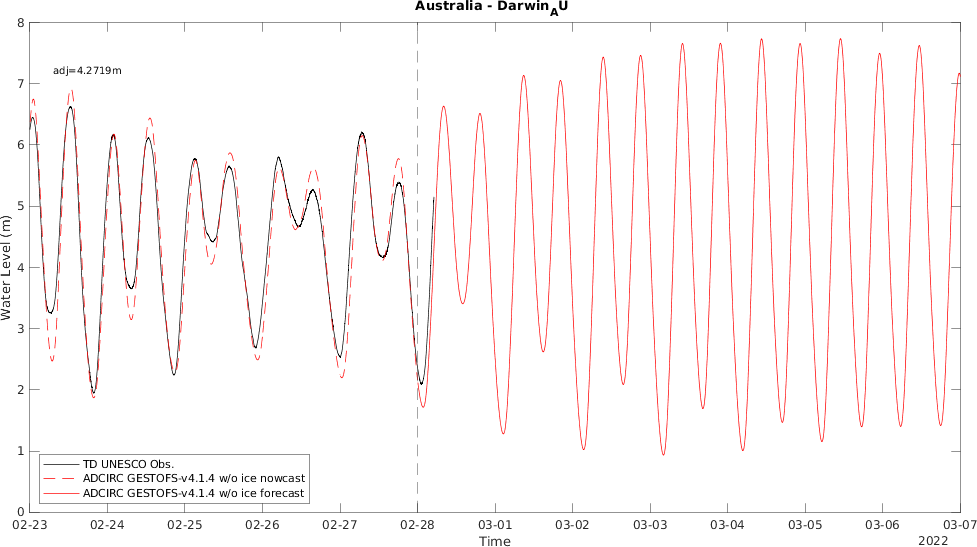 Australia - Darwin_AU
8
adj=4.2719m
7
6
5
4
3
2
1
0
Water Level (m)
TD UNESCO Obs.
ADCIRC GESTOFS-v4.1.4 w/o ice nowcast
ADCIRC GESTOFS-v4.1.4 w/o ice forecast
02-23 02-24 02-25 02-26 02-27 02-28 03-01 03-02 03-03 03-04 03-05 03-06 03-07
Time
2022